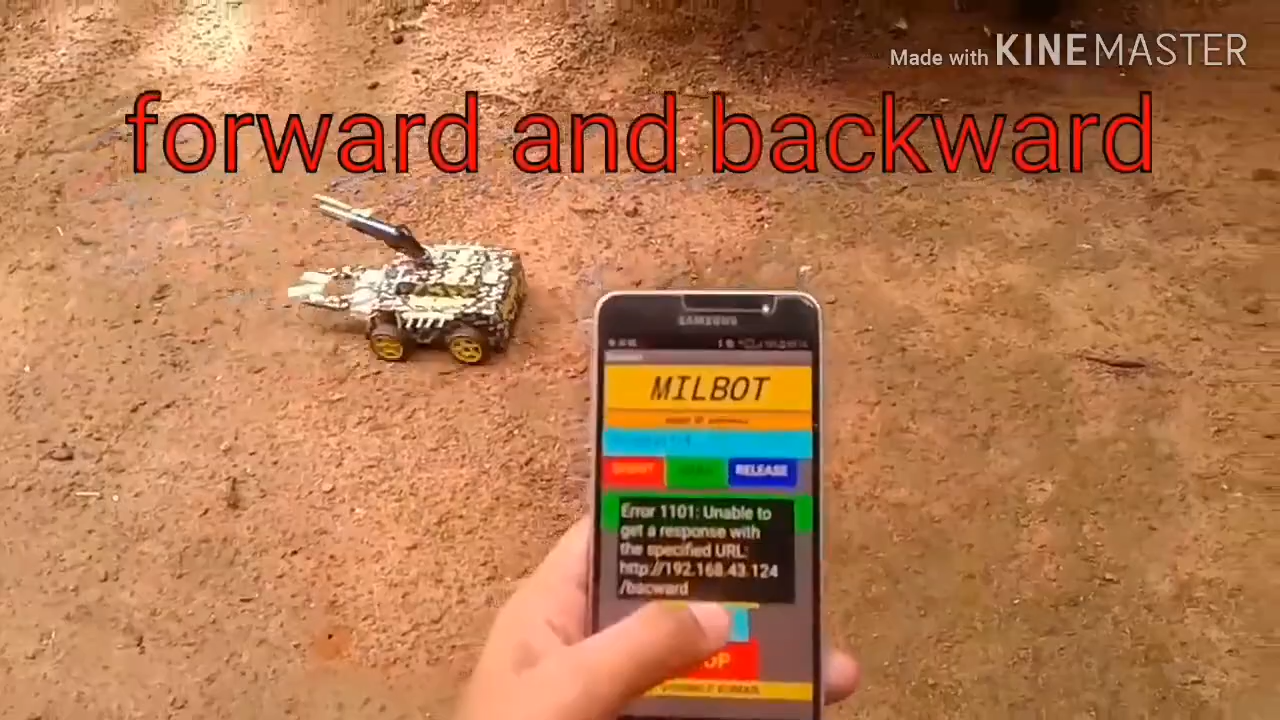 Made with KINEMASTER
forward and backward
SAMSUNG
MILBOT
RELEASE
Error 1101: Unable to
get a response with
the specified URL:
http://192.168.43.124
/bacward